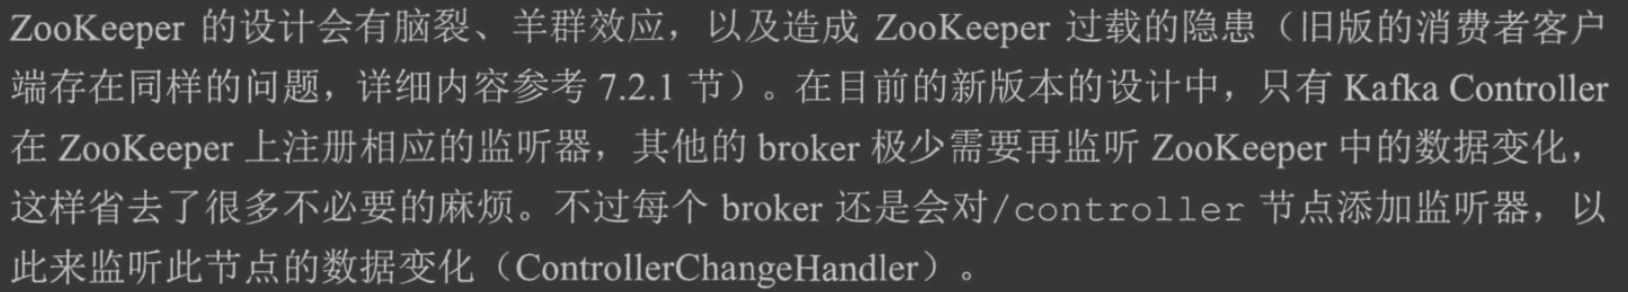 ZooKeeper 的设计会有脑裂、羊群效应，以及造成 ZooKeeper 过载的隐患（旧版的消费者客户
端存在同样的问题，详细内容参考 7.2.1 节）。在目前的新版本的设计中，只有 Kafka Controller
在 ZooKeeper 上注册相应的监听器，其他的 broker 极少需要再监听 ZooKeeper 中的数据变化，
这样省去了很多不必要的麻烦。不过每个 broker 还是会对/controller 节点添加监听器，以
此来监听此节点的数据变化（ControllerChangeHandler）。